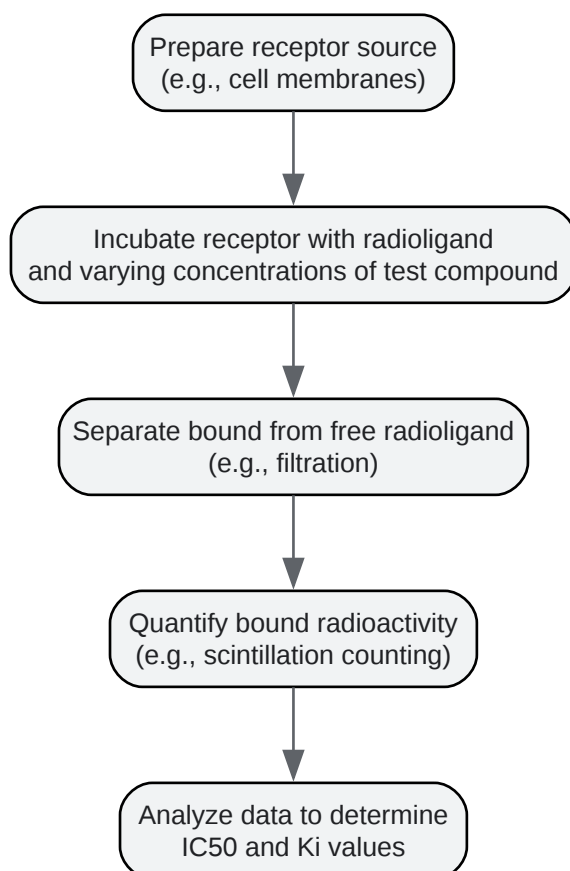 Prepare receptor source
(e.g., cell membranes)
Incubate receptor with radioligand
and varying concentrations of test compound
Separate bound from free radioligand
(e.g., filtration)
Quantify bound radioactivity
(e.g., scintillation counting)
Analyze data to determine
IC50 and Ki values